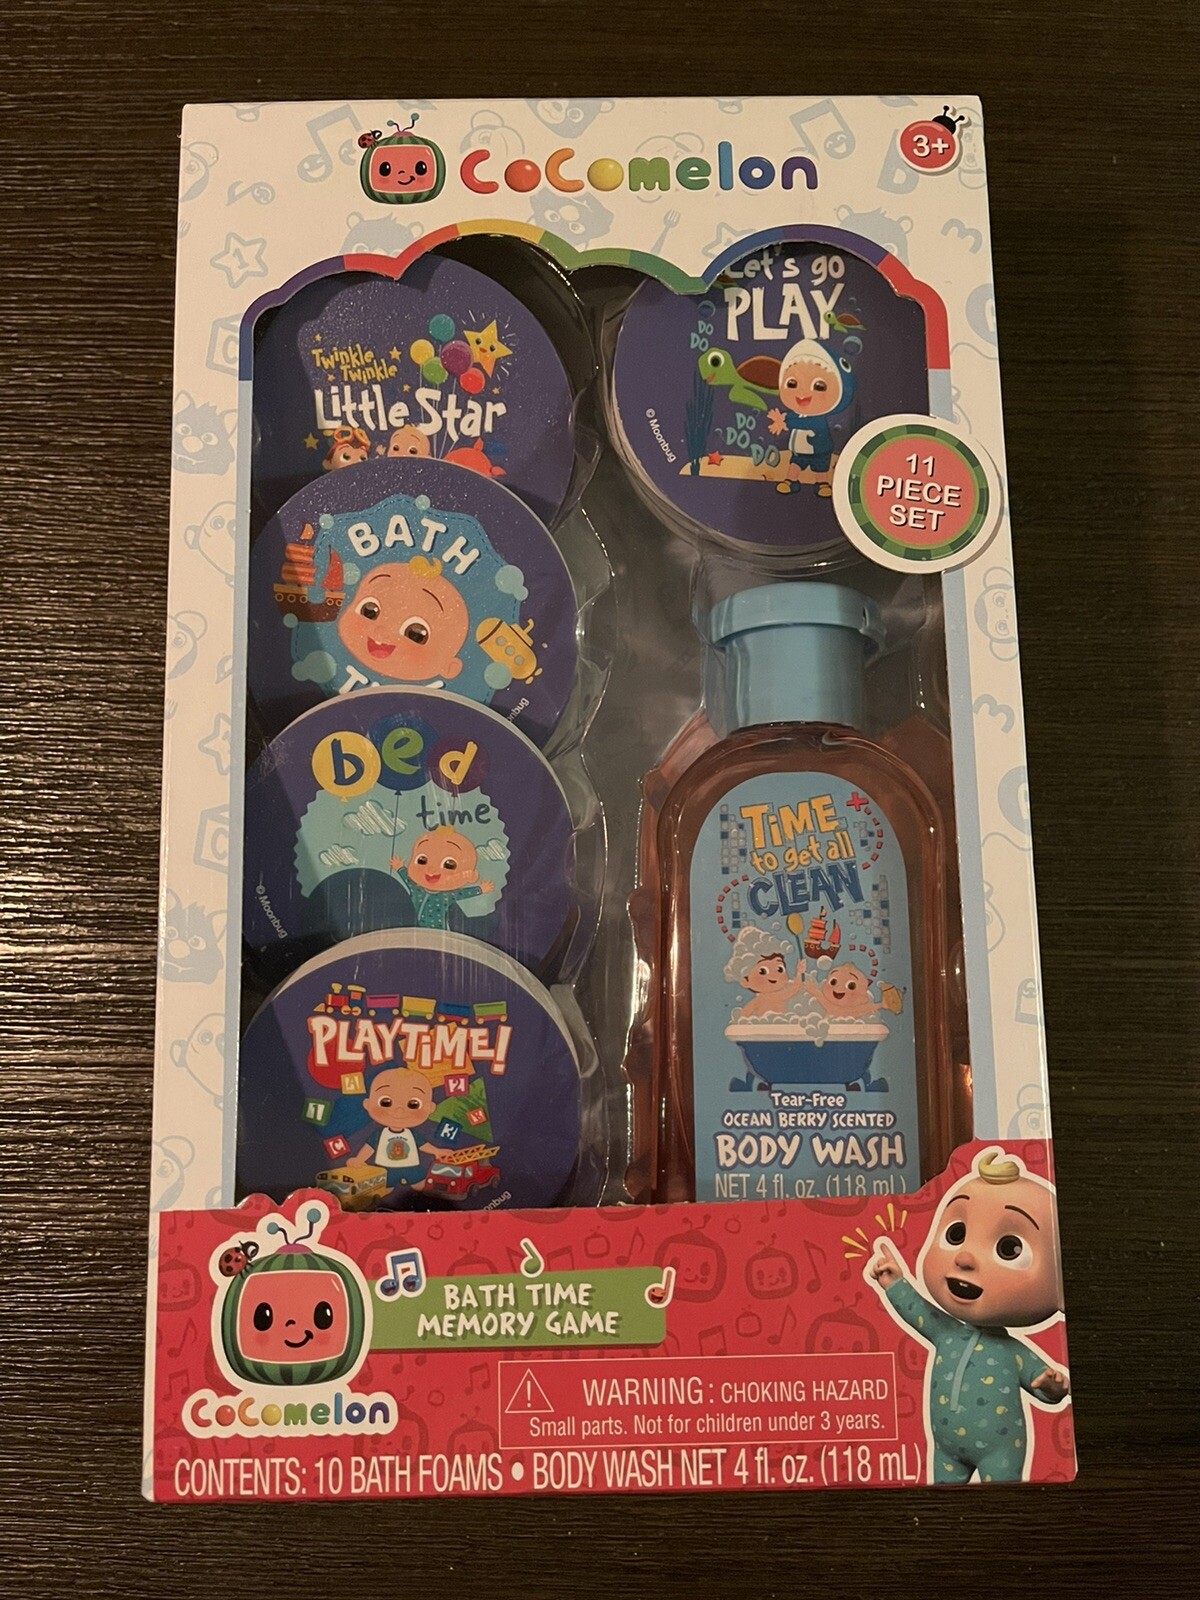 CoComelon
3+
Twinkle
Twinkle
Little Star
Let's go
PLAY
DO
DO
DO
DO DO
© Moonbug
11
PIECE
SET
BATH
bed
time
© Moonbug
PLAYTIME!
1
A
2
C
TIME
to get all
CLEAN
Tear-Free
OCEAN BERRY SCENTED
BODY WASH
NET 4 fl. oz. (118 mL)
BATH TIME
MEMORY GAME
CoComelon
WARNING: CHOKING HAZARD
Small parts. Not for children under 3 years.
CONTENTS: 10 BATH FOAMS • BODY WASH NET 4 fl. oz. (118 mL)